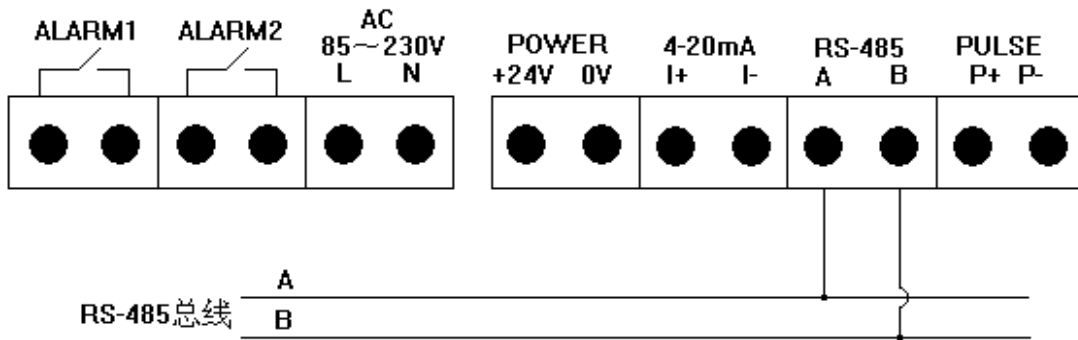 ALARM1
ALARM2
AC
85～230V
L N
POWER
+24V 0V
4-20mA
I+ I-
RS-485
A B
PULSE
P+ P-
A
RS-485总线
B